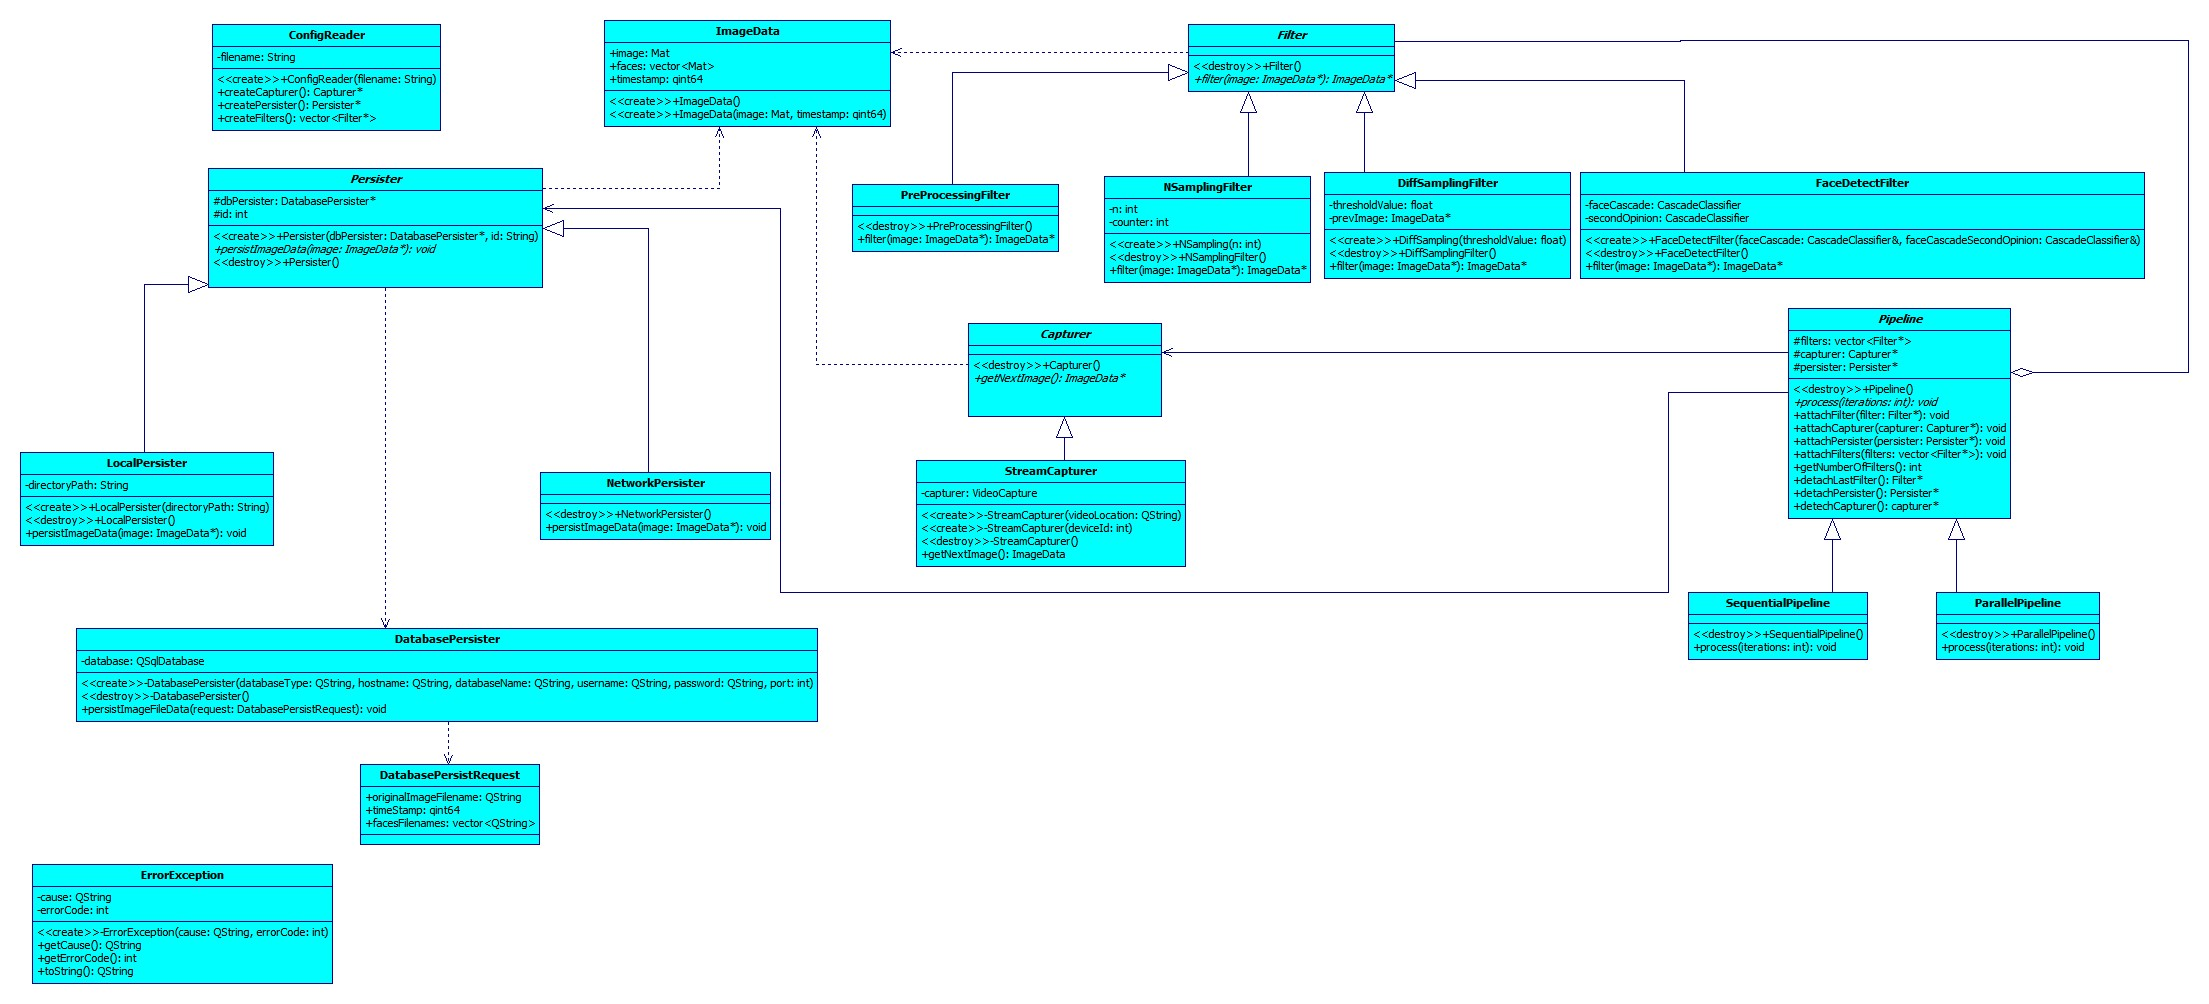 ConfigReader
-filename: String
<<create>>+ConfigReader(filename: String)
+createCapturer(): Capturer*
+createPersister(): Persister*
+createFilters(): vector<Filter*>
ImageData
+image: Mat
+faces: vector<Mat>
+timestamp: qint64
<<create>>+ImageData()
<<create>>+ImageData(image: Mat, timestamp: qint64)
Filter
<<destroy>>+Filter()
+filter(image: ImageData*): ImageData*
Persister
#dbPersister: DatabasePersister*
#id: int
<<create>>+Persister(dbPersister: DatabasePersister*, id: String)
+persistImageData(image: ImageData*): void
<<destroy>>+Persister()
PreProcessingFilter
<<destroy>>+PreProcessingFilter()
+filter(image: ImageData*): ImageData*
NSamplingFilter
-n: int
-counter: int
<<create>>+NSampling(n: int)
<<destroy>>+NSamplingFilter()
+filter(image: ImageData*): ImageData*
DiffSamplingFilter
-thresholdValue: float
-prevImage: ImageData*
<<create>>+DiffSampling(thresholdValue: float)
<<destroy>>+DiffSamplingFilter()
+filter(image: ImageData*): ImageData*
FaceDetectFilter
-faceCascade: CascadeClassifier
-secondOpinion: CascadeClassifier
<<create>>+FaceDetectFilter(faceCascade: CascadeClassifier&, faceCascadeSecondOpinion: CascadeClassifier&)
<<destroy>>+FaceDetectFilter()
+filter(image: ImageData*): ImageData*
Capturer
<<destroy>>+Capturer()
+getNextImage(): ImageData*
Pipeline
#filters: vector<Filter*>
#capturer: Capturer*
#persister: Persister*
<<destroy>>+Pipeline()
+process(iterations: int): void
+attachFilter(filter: Filter*): void
+attachCapturer(capturer: Capturer*): void
+attachPersister(persister: Persister*): void
+attachFilters(filters: vector<Filter*>): void
+getNumberOfFilters(): int
+detachLastFilter(): Filter*
+detachPersister(): Persister*
+detechCapturer(): capturer*
LocalPersister
-directoryPath: String
<<create>>+LocalPersister(directoryPath: String)
<<destroy>>+LocalPersister()
+persistImageData(image: ImageData*): void
NetworkPersister
<<destroy>>+NetworkPersister()
+persistImageData(image: ImageData*): void
StreamCapturer
-capturer: VideoCapture
<<create>>-StreamCapturer(videoLocation: QString)
<<create>>-StreamCapturer(deviceId: int)
<<destroy>>-StreamCapturer()
+getNextImage(): ImageData
SequentialPipeline
<<destroy>>+SequentialPipeline()
+process(iterations: int): void
ParallelPipeline
<<destroy>>+ParallelPipeline()
+process(iterations: int): void
DatabasePersister
-database: QSqlDatabase
<<create>>-DatabasePersister(databaseType: QString, hostname: QString, databaseName: QString, username: QString, password: QString, port: int)
<<destroy>>-DatabasePersister()
+persistImageFileData(request: DatabasePersistRequest): void
DatabasePersistRequest
+originalImageFilename: QString
+timeStamp: qint64
+facesFilenames: vector<QString>
ErrorException
-cause: QString
-errorCode: int
<<create>>-ErrorException(cause: QString, errorCode: int)
+getCause(): QString
+getErrorCode(): int
+toString(): QString